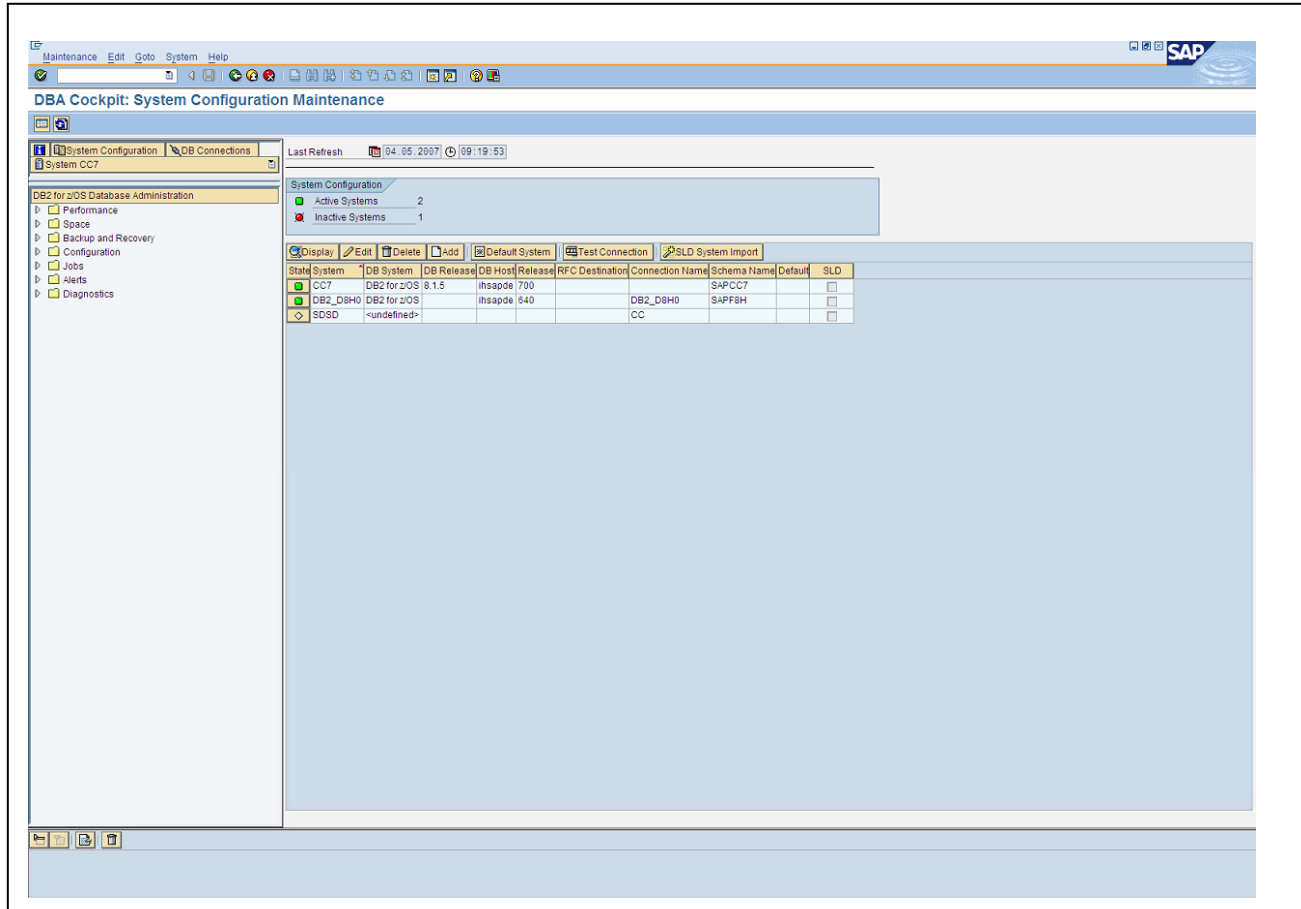 Maintenance Edit Goto System Help
SAP
DBA Cockpit: System Configuration Maintenance
System Configuration DB Connections
System CC7
DB2 for z/OS Database Administration
Performance
Space
Backup and Recovery
Configuration
Jobs
Alerts
Diagnostics
Last Refresh 04.05.2007 09:19:53
System Configuration
Active Systems 2
Inactive Systems 1
Display Edit Delete Add Default System Test Connection SLD System Import
State System DB System DB Release DB Host Release RFC Destination Connection Name Schema Name Default SLD
CC7 DB2 for z/OS 8.1.5 ihsapde 700 SAPCC7
DB2_D8H0 DB2 for z/OS ihsapde 640 DB2_D8H0 SAPF8H
SDSD <undefined> CC